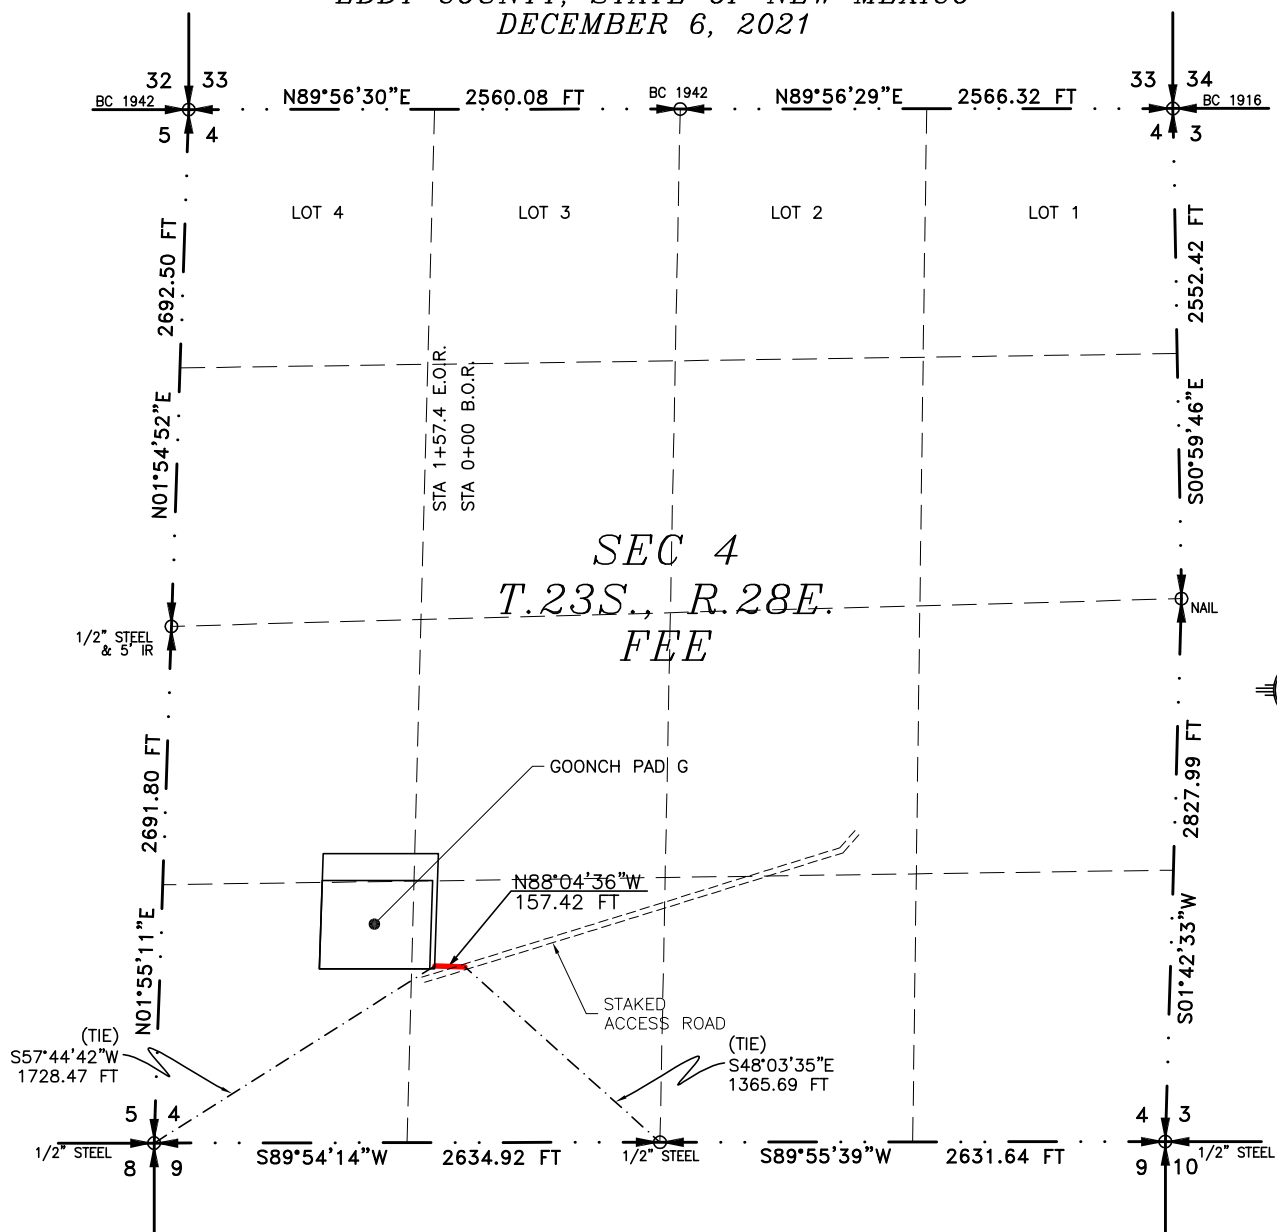 EDDY COUNTY, STATE OF NEW MEXICO
DECEMBER 6, 2021
32 33
33 34
BC 1942
N89°56'30"E 2560.08 FT
BC 1942
N89°56'29"E 2566.32 FT
BC 1916
5 4
4 3
LOT 4
LOT 3
LOT 2
LOT 1
2692.50 FT
N01°54'52"E
2552.42 FT
S00°59'46"E
STA 1+57.4 E.O.R.
STA 0+00 B.O.R.
SEC 4
T.23S., R.28E.
FEE
1/2" STEEL
& 5' IR
NAIL
2691.80 FT
N01°55'11"E
2827.99 FT
S01°42'33"W
GOONCH PAD G
N88°04'36"W
157.42 FT
STAKED
ACCESS ROAD
(TIE)
S57°44'42"W
1728.47 FT
(TIE)
S48°03'35"E
1365.69 FT
5 4
4 3
1/2" STEEL
S89°54'14"W 2634.92 FT
1/2" STEEL
S89°55'39"W 2631.64 FT
1/2" STEEL
8 9
9 10